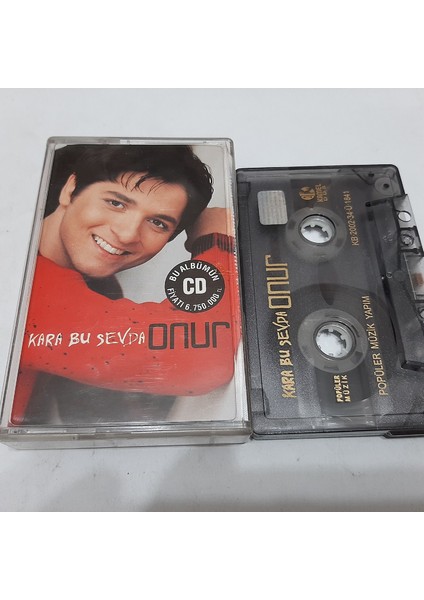 BU ALBÜMÜN
CD
FİYATI 6.750.000 TL
KARA BU SEVDA ONUR
KB·2002·34·Ü·1641
KARA BU SEVDA ONUR
POPÜLER
MÜZİK
POPÜLER MÜZİK YAPIM